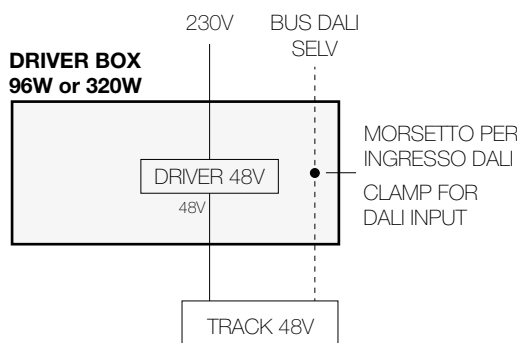 230V
BUS DALI
SELV
DRIVER BOX
96W or 320W
MORSETTO PER
INGRESSO DALI
CLAMP FOR
DALI INPUT
DRIVER 48V
48V
TRACK 48V